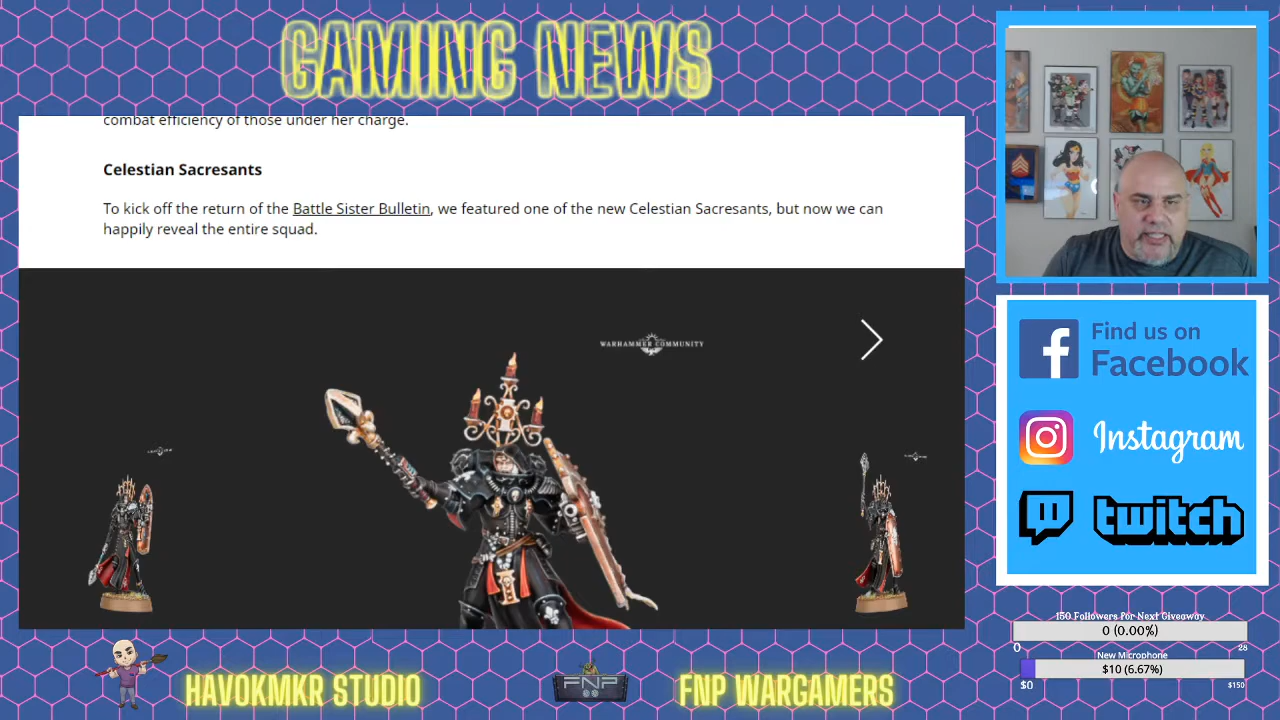 GAMING NEWS
combat efficiency of those under her charge.
Celestian Sacresants
To kick off the return of the Battle Sister Bulletin, we featured one of the new Celestian Sacresants, but now we can
happily reveal the entire squad.
WARHAMMER COMMUNITY
Find us on
Facebook
Instagram
twitch
150 Followers For Next Giveaway
0 (0.00%)
0
28
New Microphone
$10 (6.67%)
$0
$150
HAVOKMKR STUDIO
FNP
FNP WARGAMERS